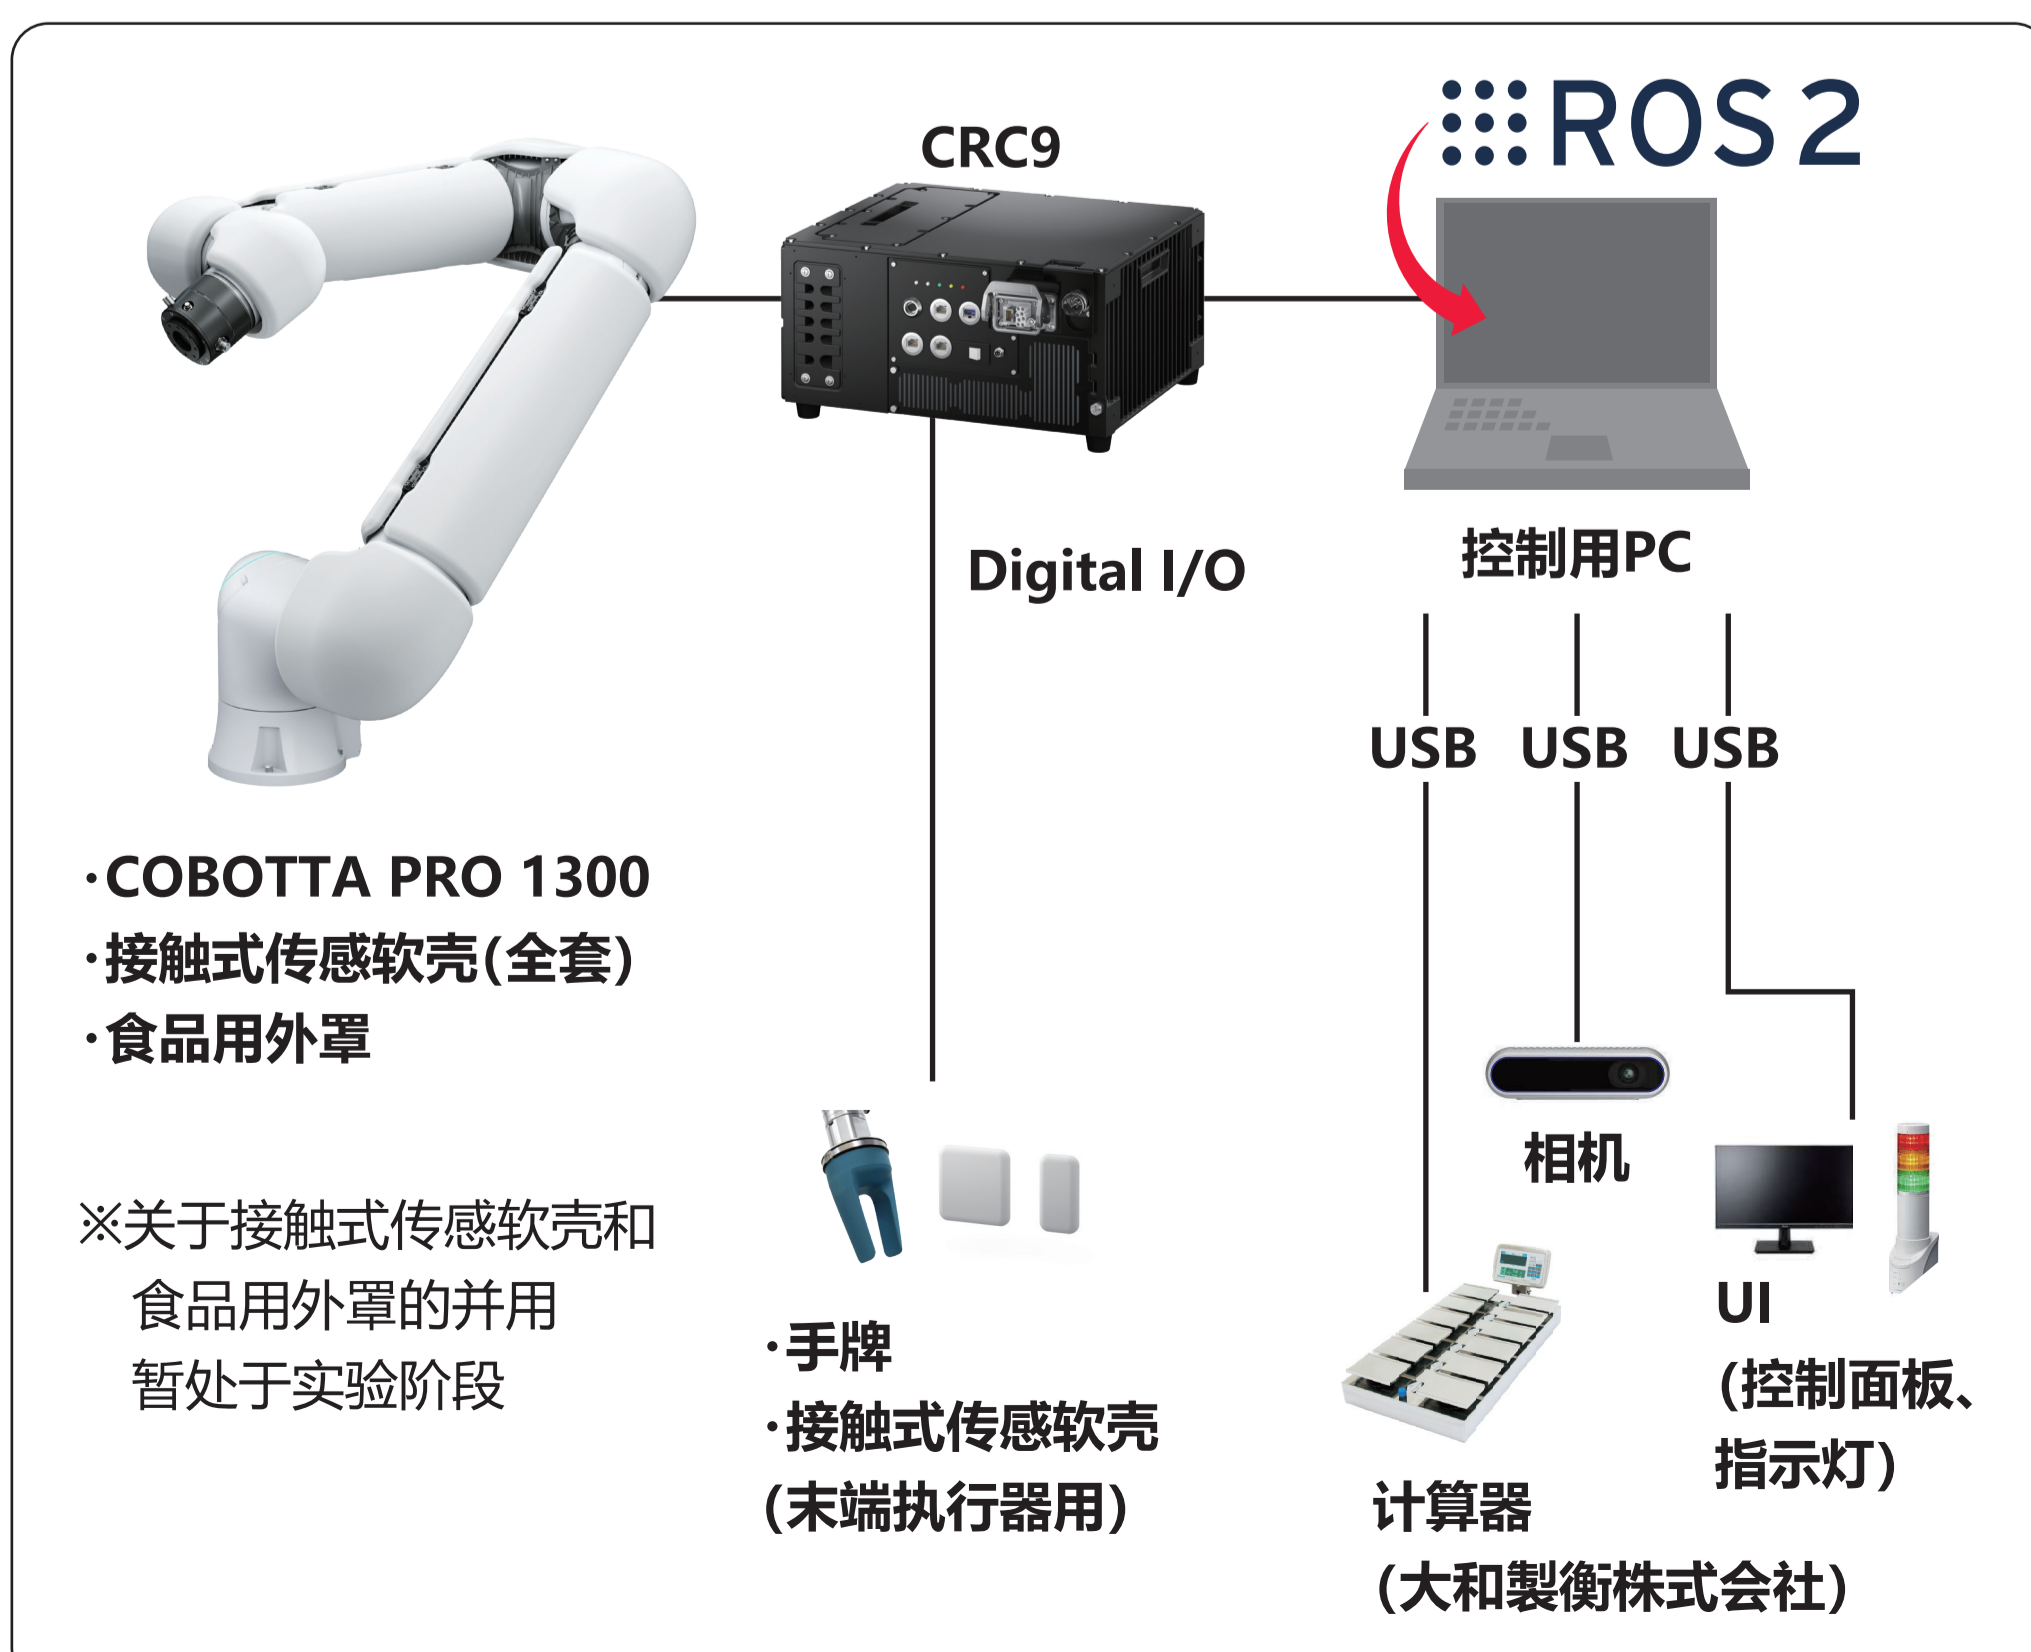 CRC9
ROS 2
Digital I/O
控制用PC
USB USB USB
·COBOTTA PRO 1300
·接触式传感软壳(全套)
·食品用外罩
※关于接触式传感软壳和
食品用外罩的并用
暂处于实验阶段
·手牌
·接触式传感软壳
(末端执行器用)
相机
UI
(控制面板、
指示灯)
计算器
(大和製衡株式会社)